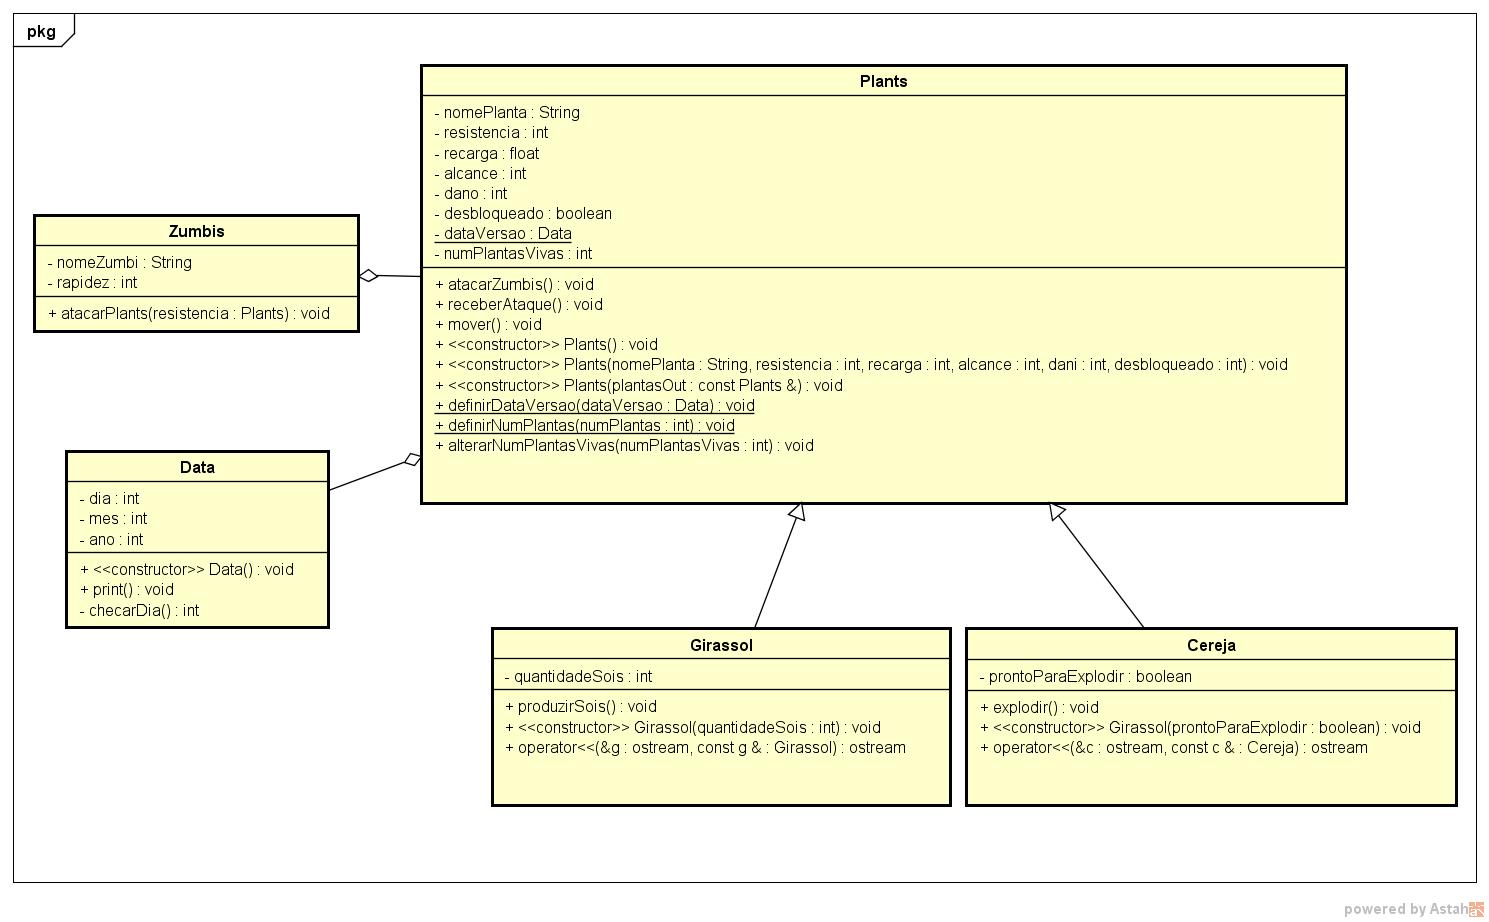 pkg
Plants
- nomePlanta : String
- resistencia : int
- recarga : float
- alcance : int
- dano : int
- desbloqueado : boolean
- dataVersao : Data
- numPlantasVivas : int
+ atacarZumbis() : void
+ receberAtaque() : void
+ mover() : void
+ <<constructor>> Plants() : void
+ <<constructor>> Plants(nomePlanta : String, resistencia : int, recarga : int, alcance : int, dani : int, desbloqueado : int) : void
+ <<constructor>> Plants(plantasOut : const Plants &) : void
+ definirDataVersao(dataVersao : Data) : void
+ definirNumPlantas(numPlantas : int) : void
+ alterarNumPlantasVivas(numPlantasVivas : int) : void
Zumbis
- nomeZumbi : String
- rapidez : int
+ atacarPlants(resistencia : Plants) : void
Data
- dia : int
- mes : int
- ano : int
+ <<constructor>> Data() : void
+ print() : void
- checarDia() : int
Girassol
- quantidadeSois : int
+ produzirSois() : void
+ <<constructor>> Girassol(quantidadeSois : int) : void
+ operator<<(&g : ostream, const g & : Girassol) : ostream
Cereja
- prontoParaExplodir : boolean
+ explodir() : void
+ <<constructor>> Girassol(prontoParaExplodir : boolean) : void
+ operator<<(&c : ostream, const c & : Cereja) : ostream
powered by Astah